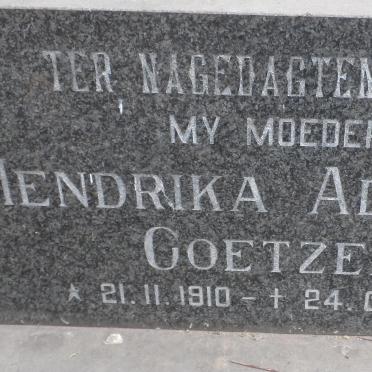 TER NAGEDAGTEN
MY MOEDER
HENDRIKA
GOETZE
* 21.11.1910 - † 24.